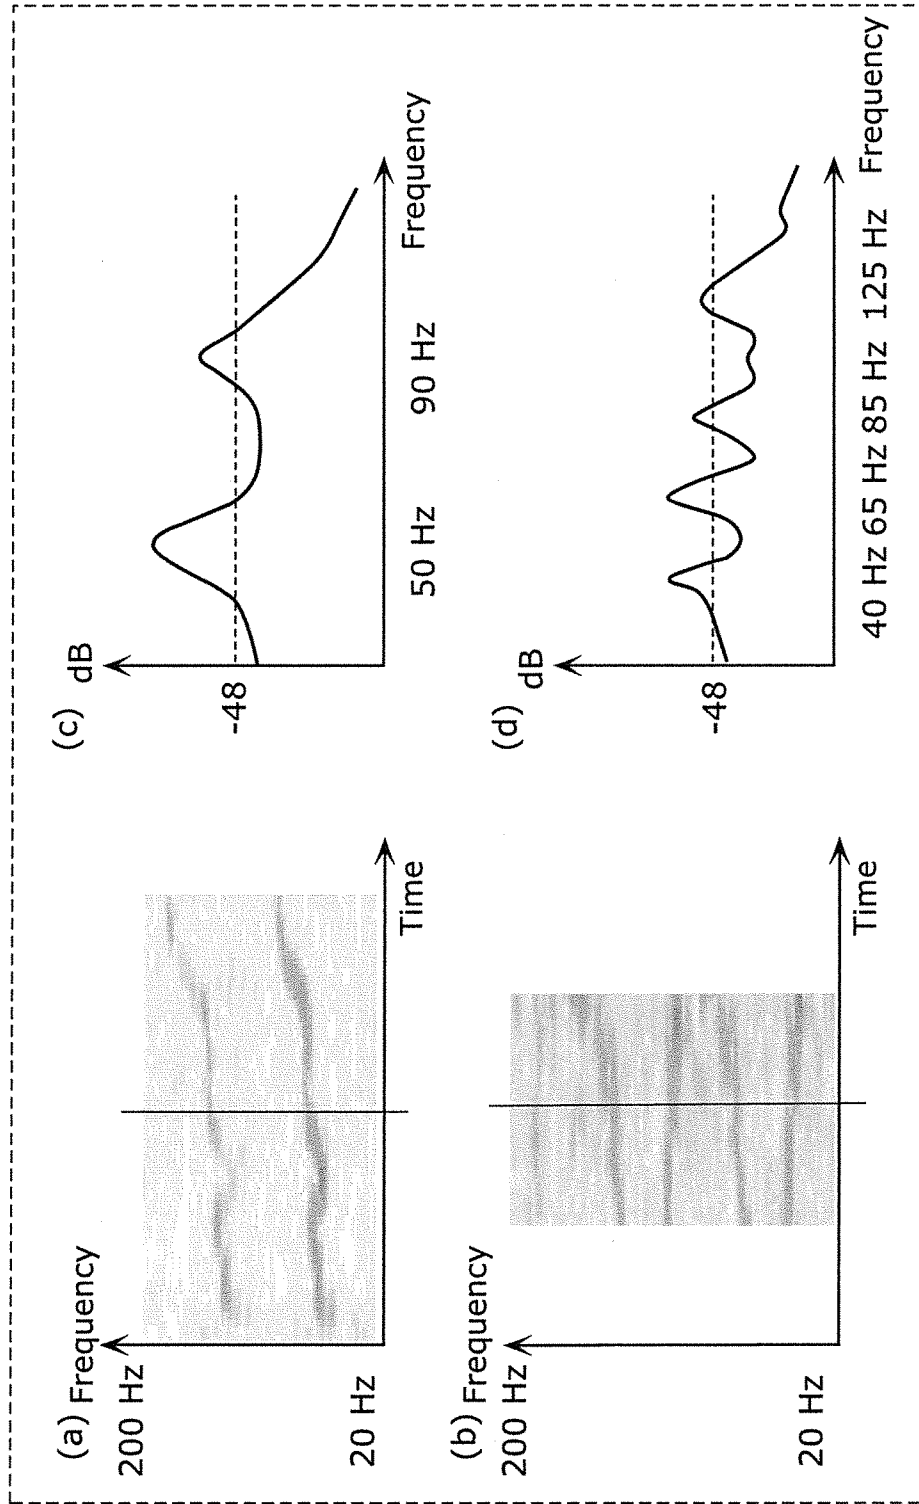 (a) Frequency
200 Hz
20 Hz
Time
(b) Frequency
200 Hz
20 Hz
Time
(c)
dB
-48
50 Hz 90 Hz
Frequency
(d)
dB
-48
40 Hz 65 Hz 85 Hz 125 Hz Frequency